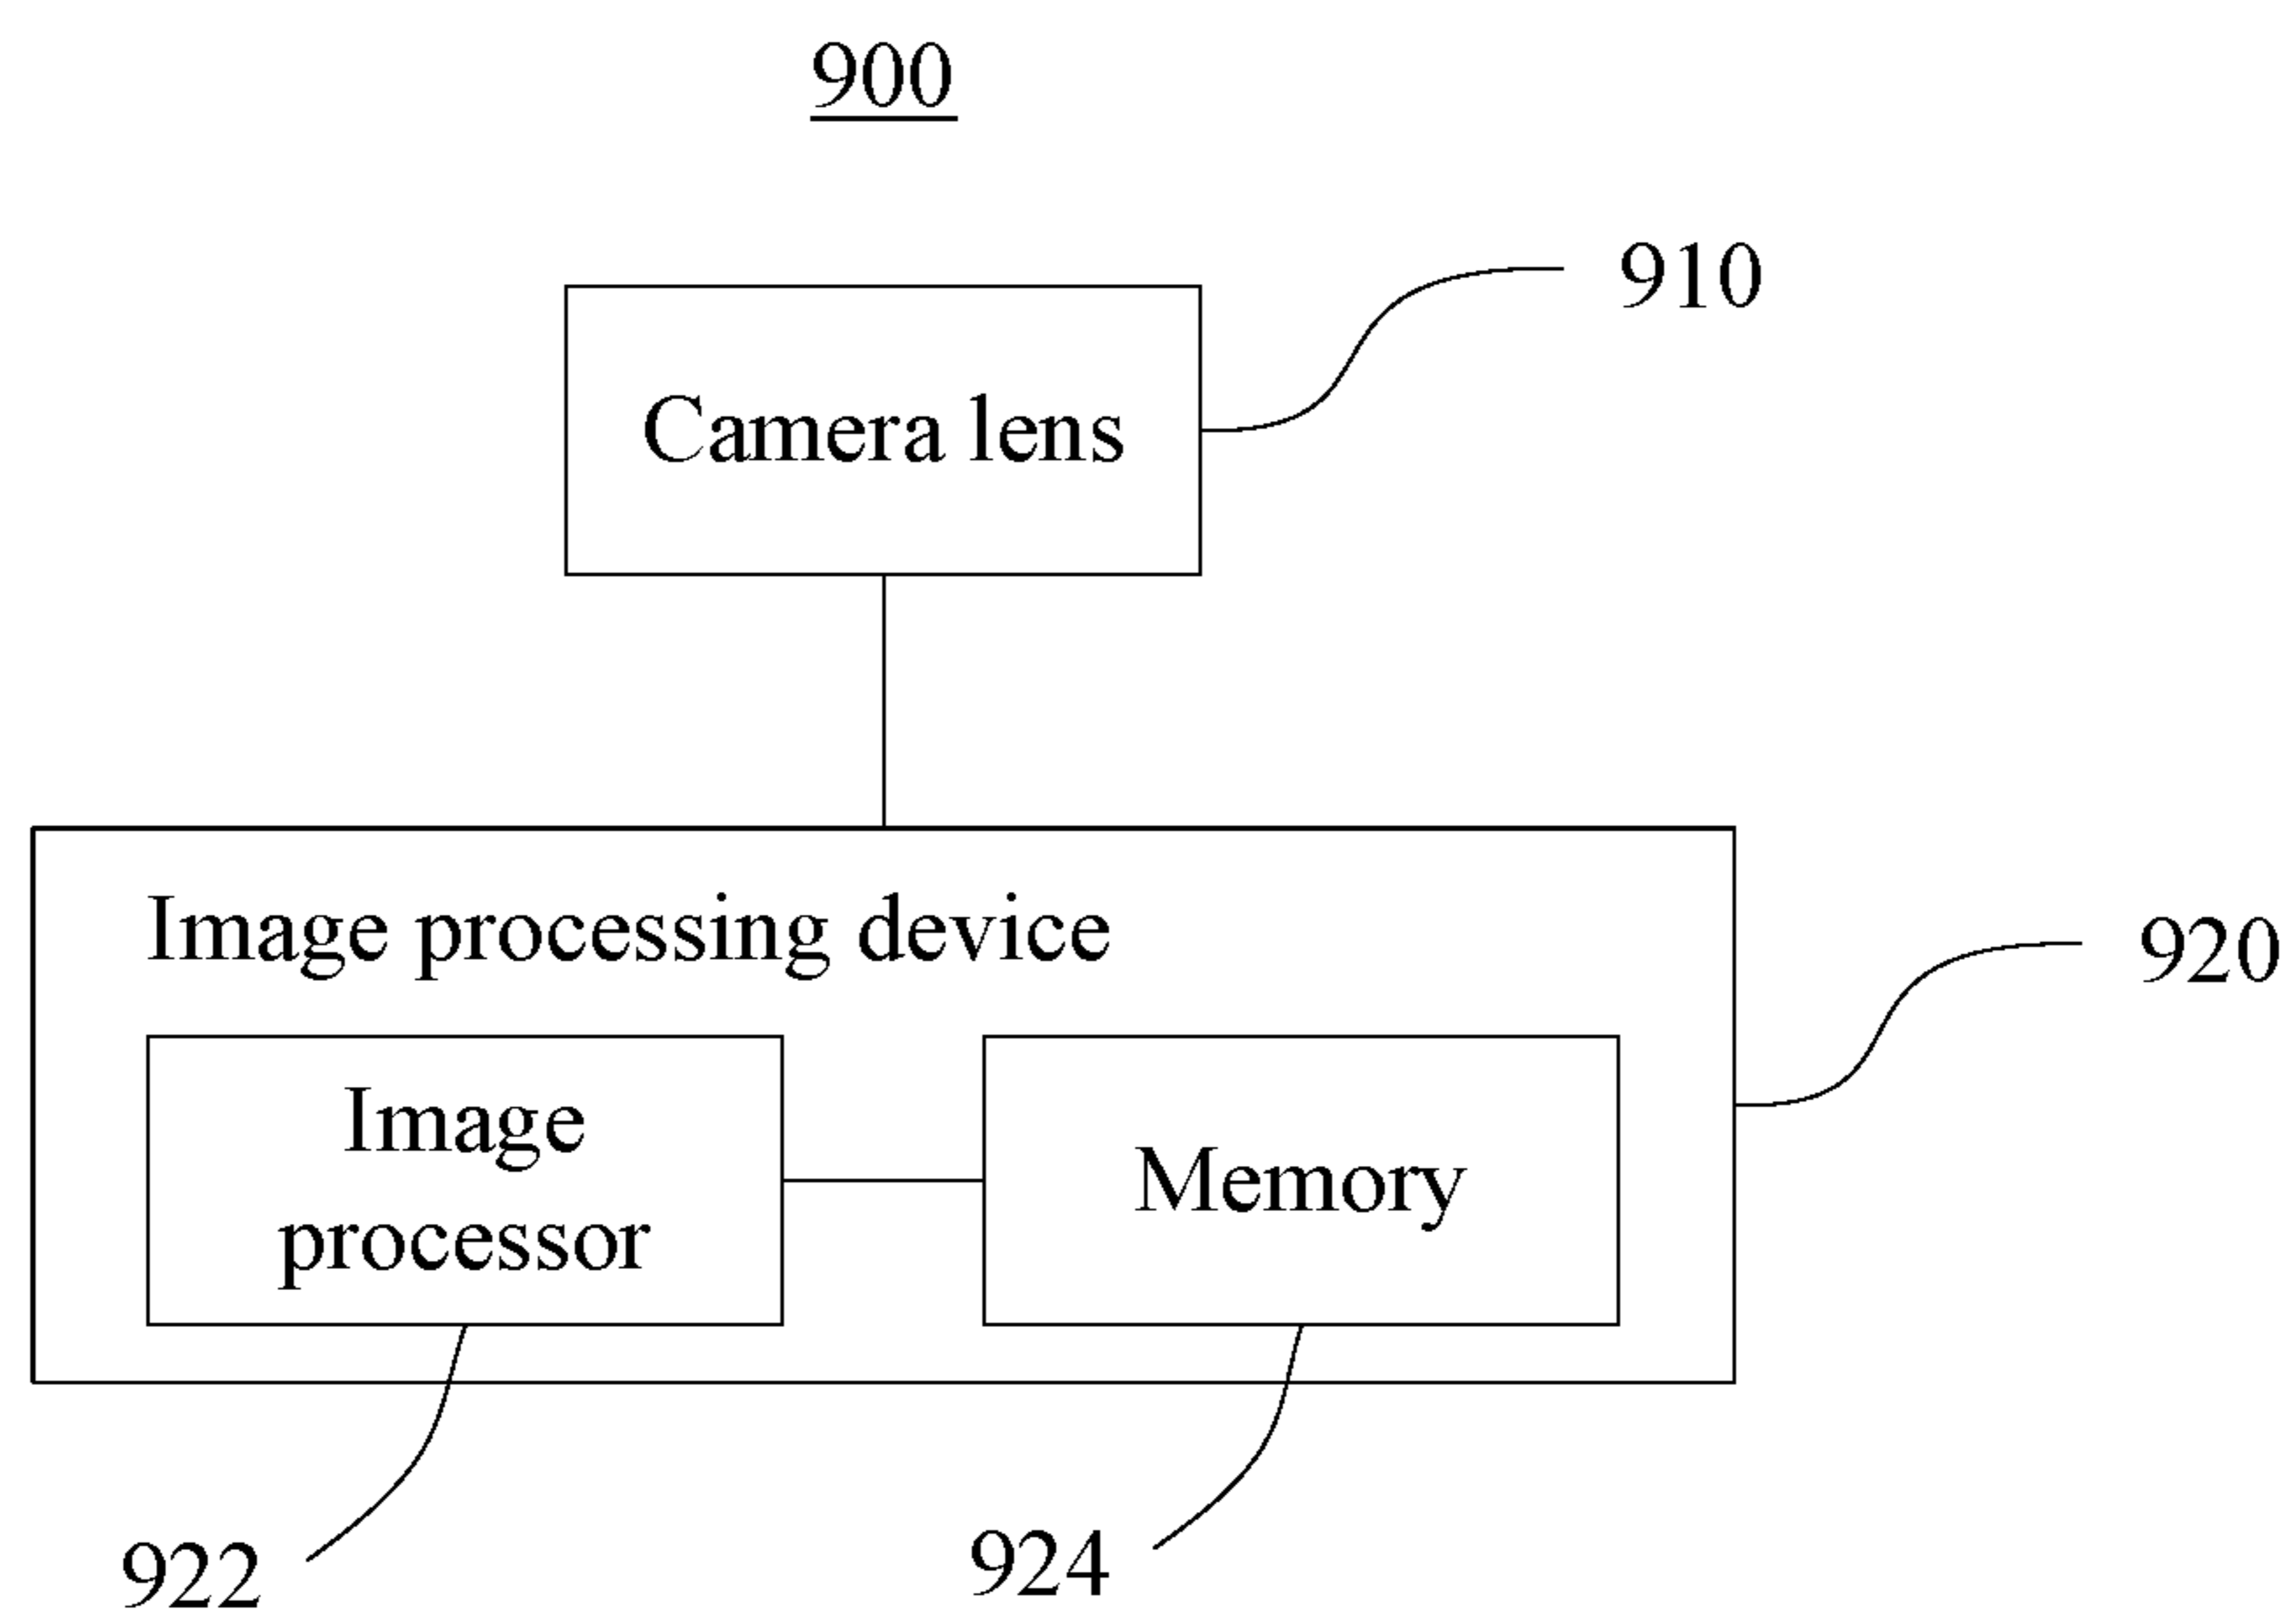 900
910
Camera lens
Image processing device
920
Image
processor
Memory
922
924